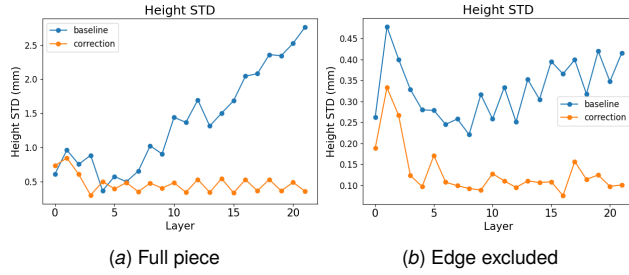 Height STD
baseline
correction
Height STD (mm)
2.5
2.0
1.5
1.0
0.5
0
5
10
15
20
Layer
(a) Full piece
Height STD
baseline
correction
Height STD (mm)
0.45
0.40
0.35
0.30
0.25
0.20
0.15
0.10
0
5
10
15
20
Layer
(b) Edge excluded